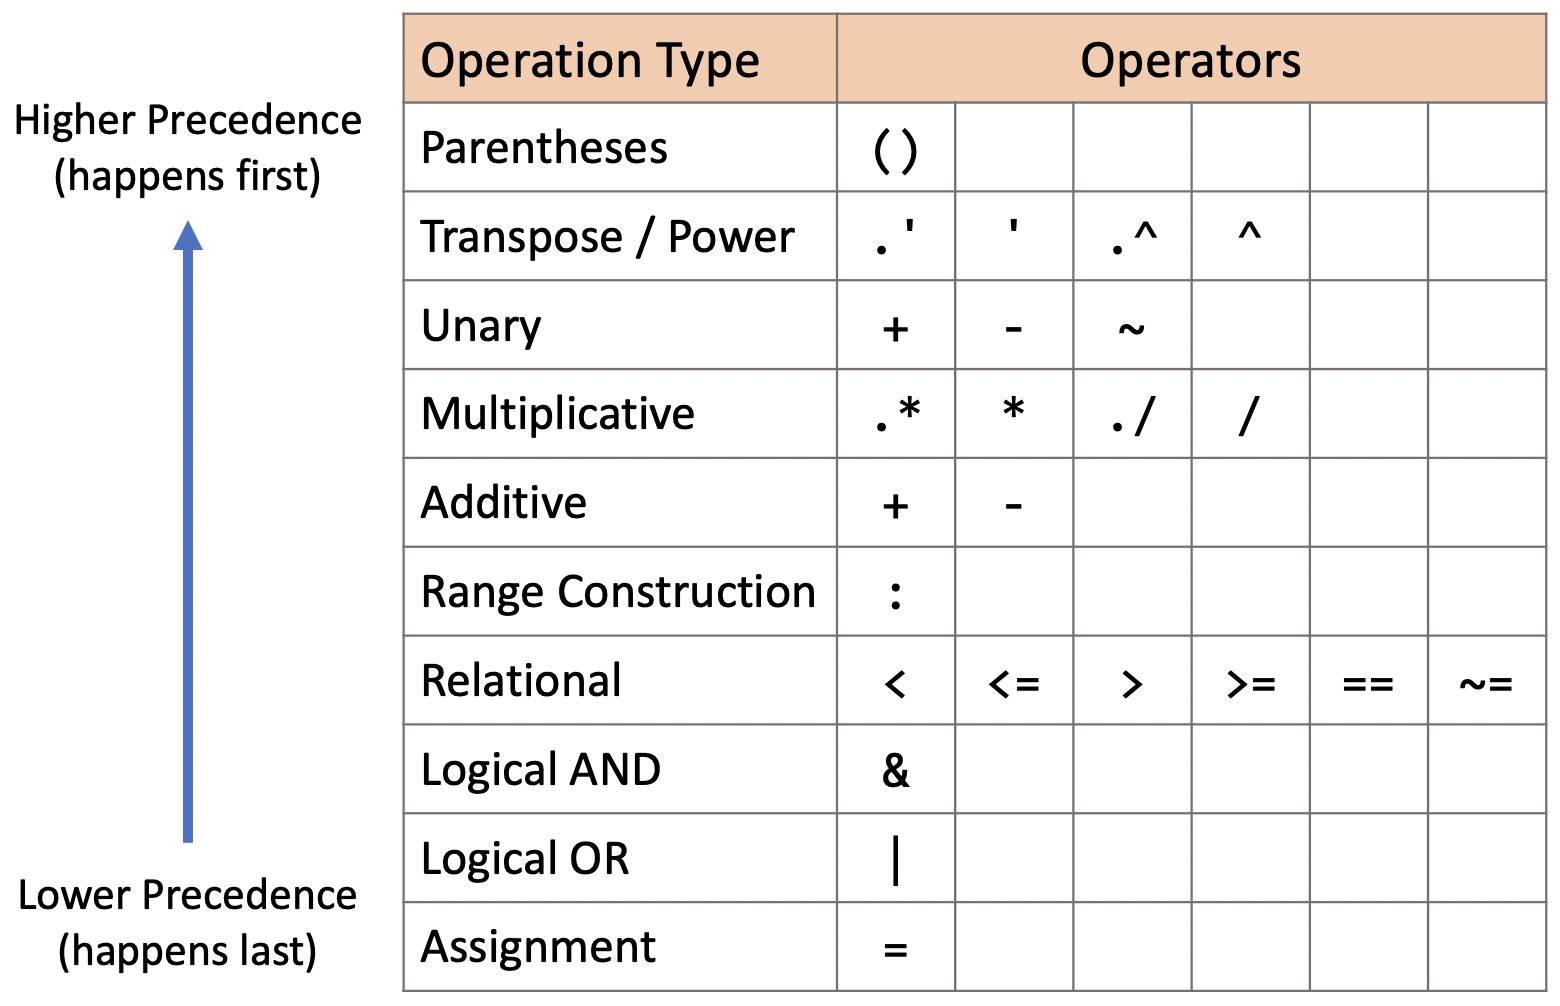 Operation Type Operators
Higher Precedence
(happens first)
Parentheses ()
Transpose / Power .' ' .^ ^
Unary + - ~
Multiplicative .* * ./ /
Additive + -
Range Construction :
Relational < <= > >= == ~=
Logical AND &
Logical OR |
Lower Precedence
(happens last)
Assignment =